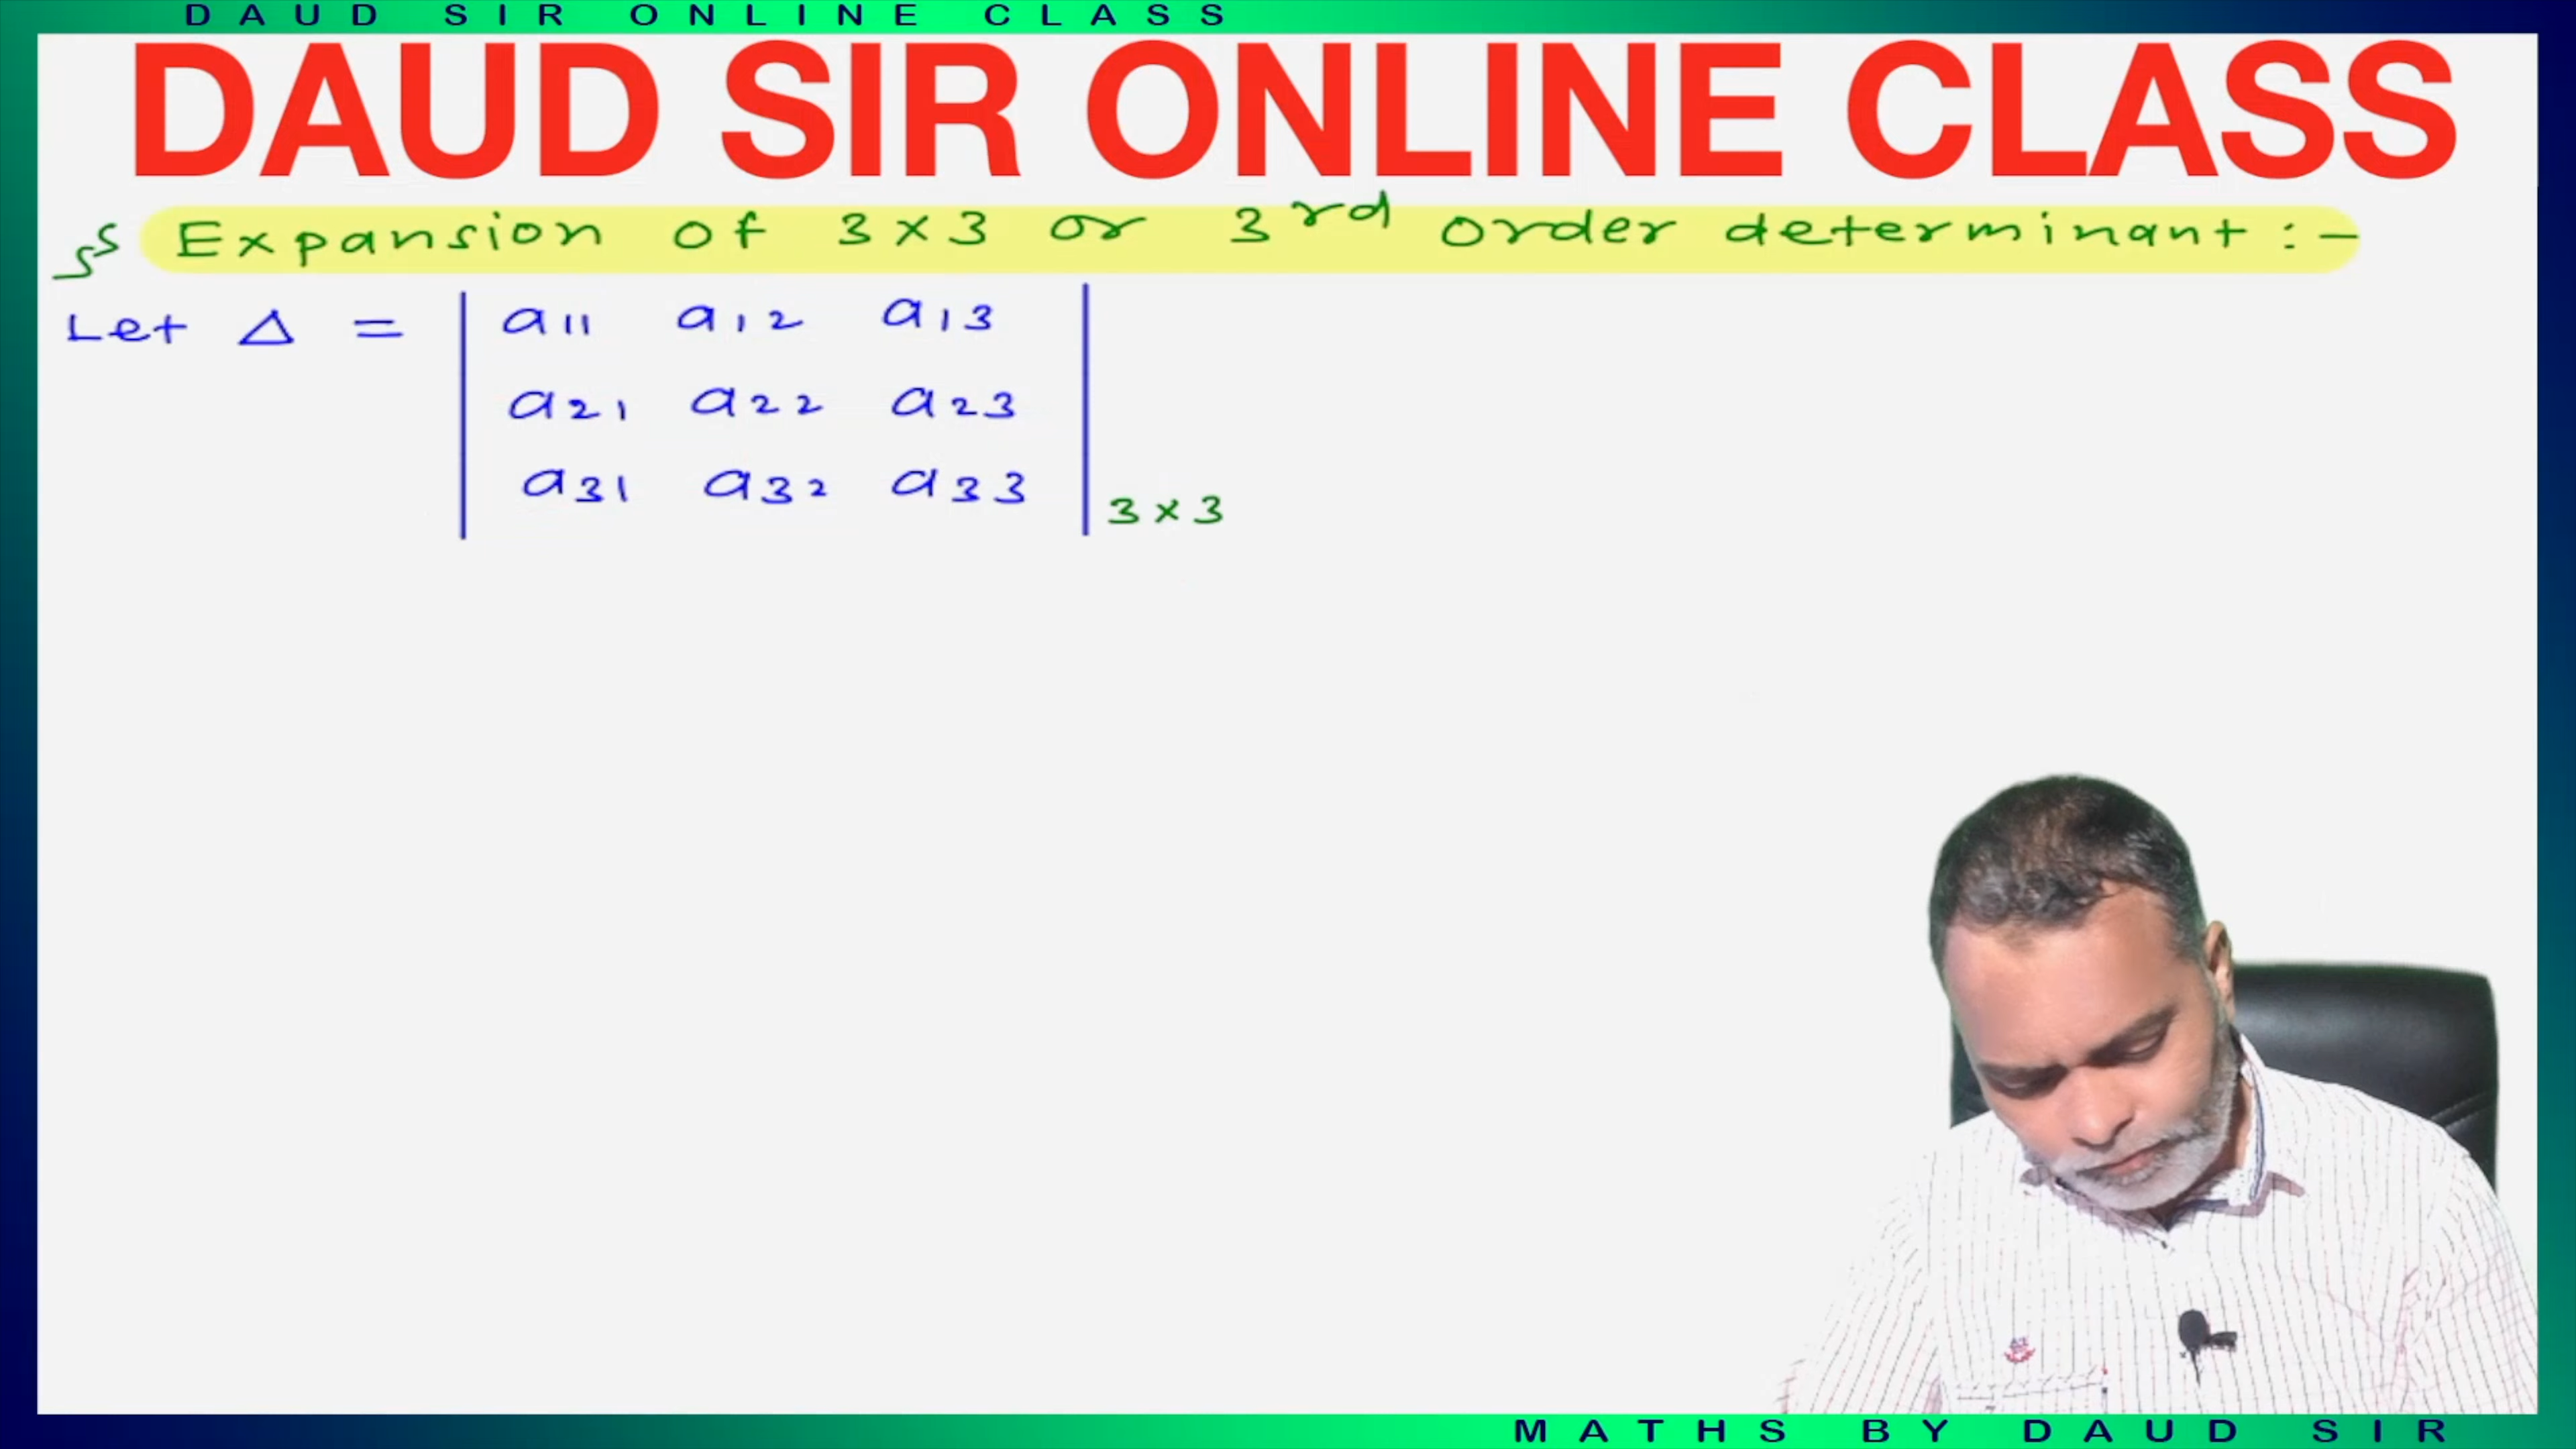 DAUD SIR ONLINE CLASS
DAUD SIR ONLINE CLASS
Expansion of 3×3 or 3rd order determinant :-
Let Δ = | a11 a12 a13 |
a21 a22 a23
a31 a32 a33 3×3
MATHS BY DAUD SIR